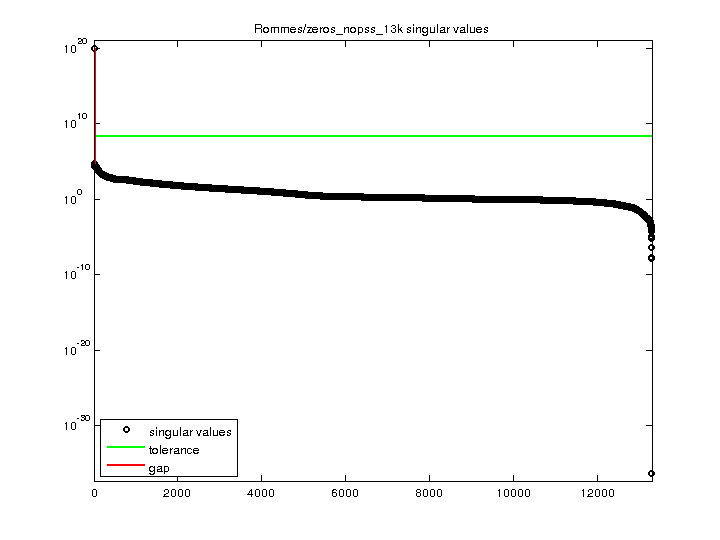 Rommes/zeros_nopss_13k singular values
10^20
10^10
10^0
10^-10
10^-20
10^-30
singular values
tolerance
gap
0 2000 4000 6000 8000 10000 12000